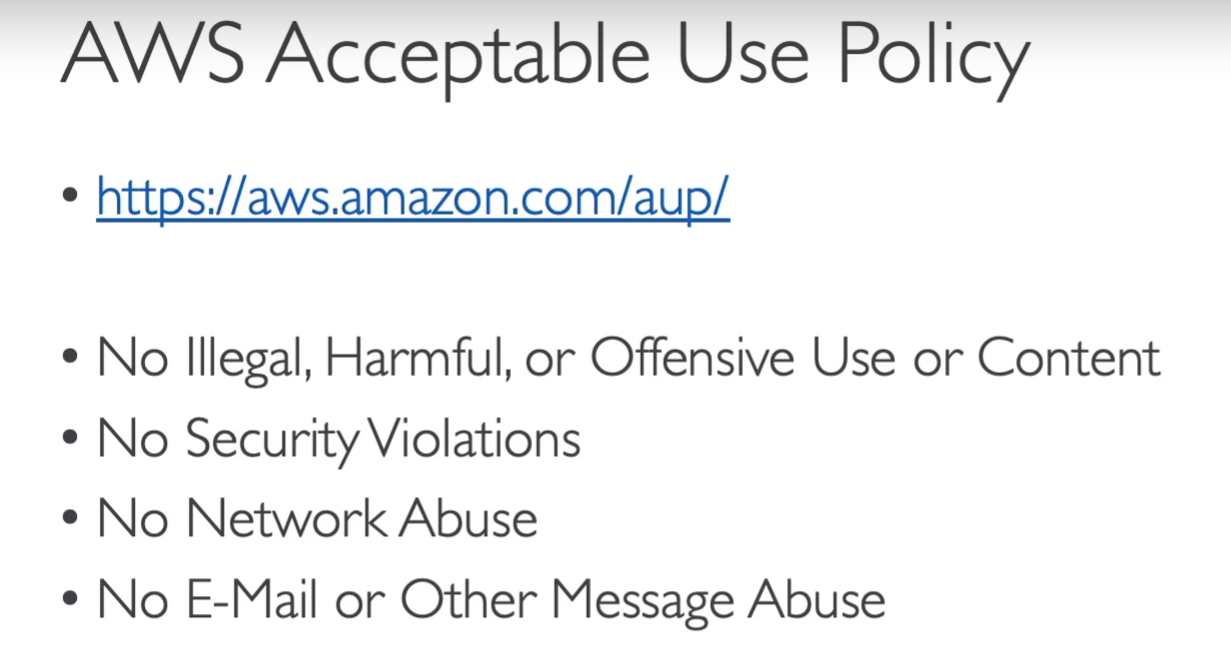 AWS Acceptable Use Policy
• https://aws.amazon.com/aup/
• No Illegal, Harmful, or Offensive Use or Content
• No Security Violations
• No Network Abuse
• No E-Mail or Other Message Abuse